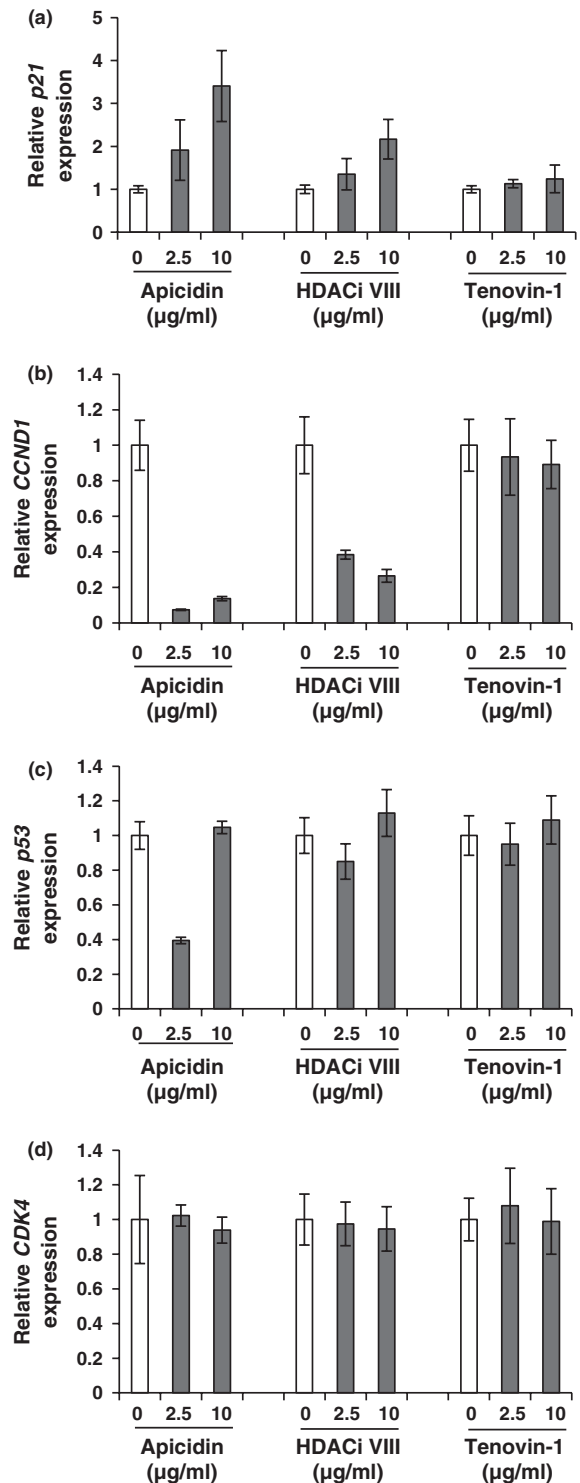 (a)
Relative p21
expression
5
4
3
2
1
0
0 2.5 10 0 2.5 10 0 2.5 10
Apicidin HDACi VIII Tenovin-1
(µg/ml) (µg/ml) (µg/ml)
(b)
Relative CCND1
expression
1.4
1.2
1
0.8
0.6
0.4
0.2
0
0 2.5 10 0 2.5 10 0 2.5 10
Apicidin HDACi VIII Tenovin-1
(µg/ml) (µg/ml) (µg/ml)
(c)
Relative p53
expression
1.4
1.2
1
0.8
0.6
0.4
0.2
0
0 2.5 10 0 2.5 10 0 2.5 10
Apicidin HDACi VIII Tenovin-1
(µg/ml) (µg/ml) (µg/ml)
(d)
Relative CDK4
expression
1.4
1.2
1
0.8
0.6
0.4
0.2
0
0 2.5 10 0 2.5 10 0 2.5 10
Apicidin HDACi VIII Tenovin-1
(µg/ml) (µg/ml) (µg/ml)